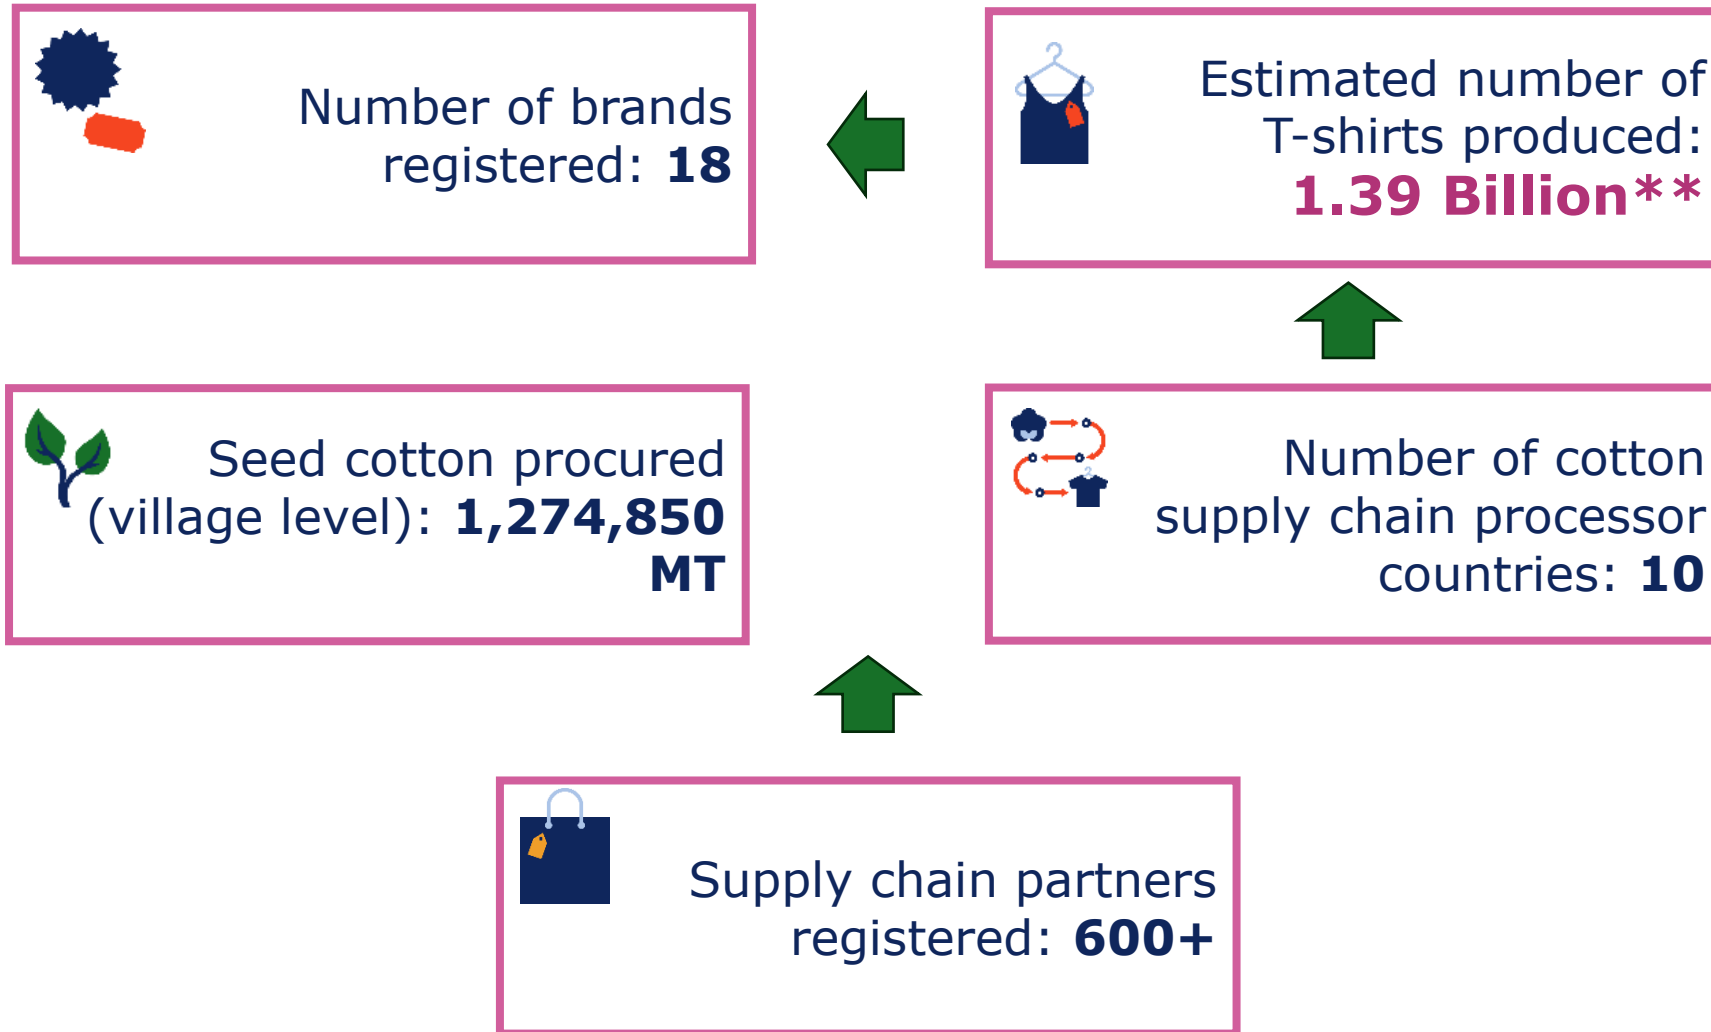 Number of brands
registered: 18
Estimated number of
T-shirts produced:
1.39 Billion**
Seed cotton procured
(village level): 1,274,850
MT
Number of cotton
supply chain processor
countries: 10
Supply chain partners
registered: 600+